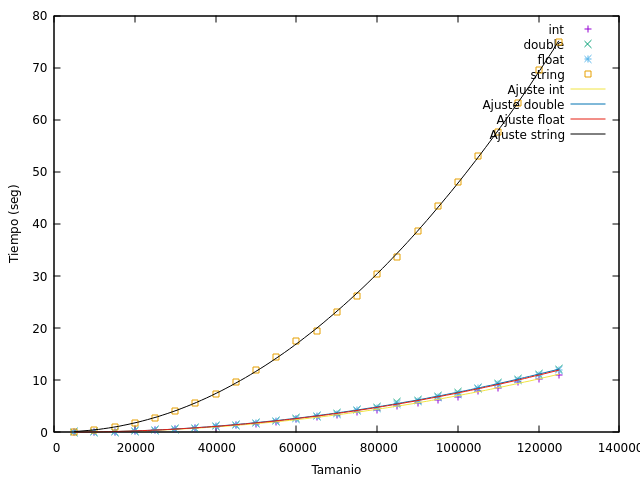 80
70
60
50
40
30
20
10
0
0 20000 40000 60000 80000 100000 120000 140000
Tiempo (seg)
Tamanio
int
double
float
string
Ajuste int
Ajuste double
Ajuste float
Ajuste string